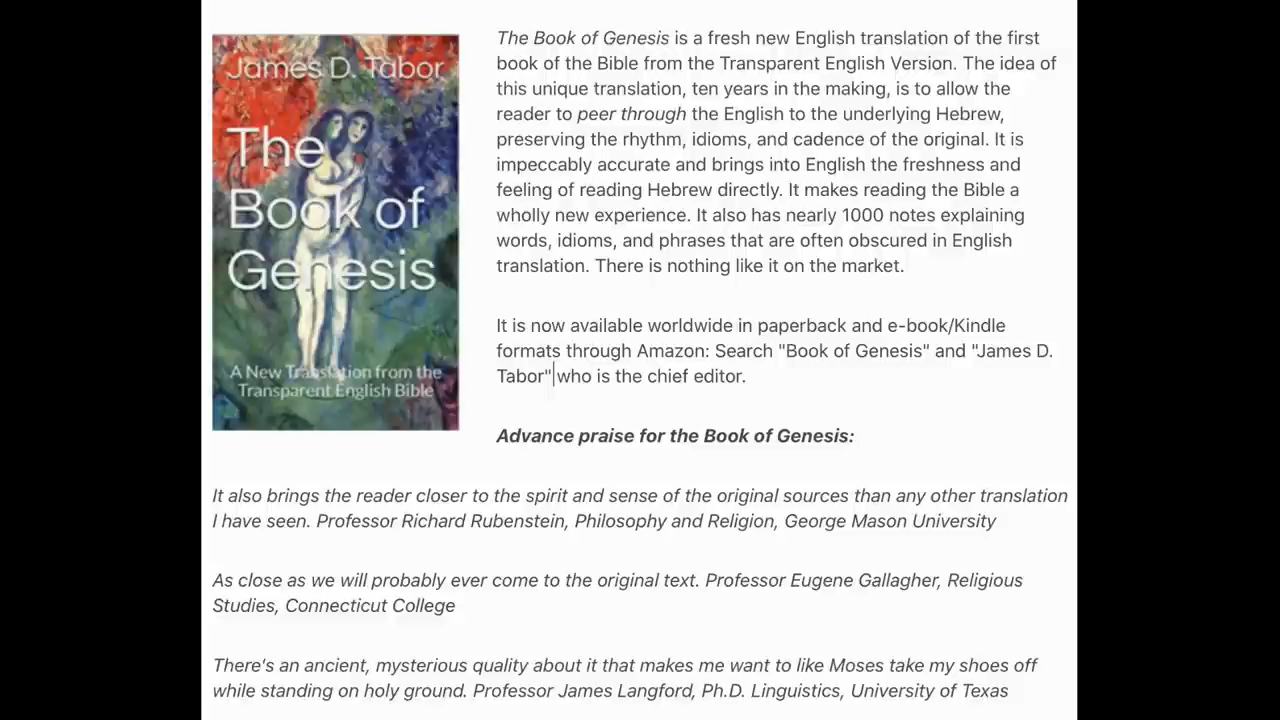 James D. Tabor
The
Book of
Genesis
A New Translation from the
Transparent English Bible
The Book of Genesis is a fresh new English translation of the first
book of the Bible from the Transparent English Version. The idea of
this unique translation, ten years in the making, is to allow the
reader to peer through the English to the underlying Hebrew,
preserving the rhythm, idioms, and cadence of the original. It is
impeccably accurate and brings into English the freshness and
feeling of reading Hebrew directly. It makes reading the Bible a
wholly new experience. It also has nearly 1000 notes explaining
words, idioms, and phrases that are often obscured in English
translation. There is nothing like it on the market.
It is now available worldwide in paperback and e-book/Kindle
formats through Amazon: Search "Book of Genesis" and "James D.
Tabor" who is the chief editor.
Advance praise for the Book of Genesis:
It also brings the reader closer to the spirit and sense of the original sources than any other translation
I have seen. Professor Richard Rubenstein, Philosophy and Religion, George Mason University
As close as we will probably ever come to the original text. Professor Eugene Gallagher, Religious
Studies, Connecticut College
There's an ancient, mysterious quality about it that makes me want to like Moses take my shoes off
while standing on holy ground. Professor James Langford, Ph.D. Linguistics, University of Texas